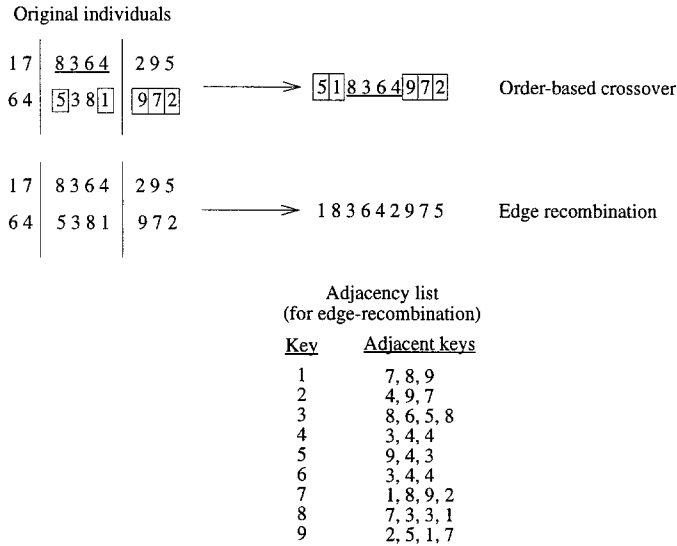 Original individuals
1 7 8 3 6 4 2 9 5
6 4 5 3 8 1 9 7 2 5 1 8 3 6 4 9 7 2 Order-based crossover
1 7 8 3 6 4 2 9 5
6 4 5 3 8 1 9 7 2 1 8 3 6 4 2 9 7 5 Edge recombination
Adjacency list
(for edge-recombination)
Key Adjacent keys
1 7, 8, 9
2 4, 9, 7
3 8, 6, 5, 8
4 3, 4, 4
5 9, 4, 3
6 3, 4, 4
7 1, 8, 9, 2
8 7, 3, 3, 1
9 2, 5, 1, 7